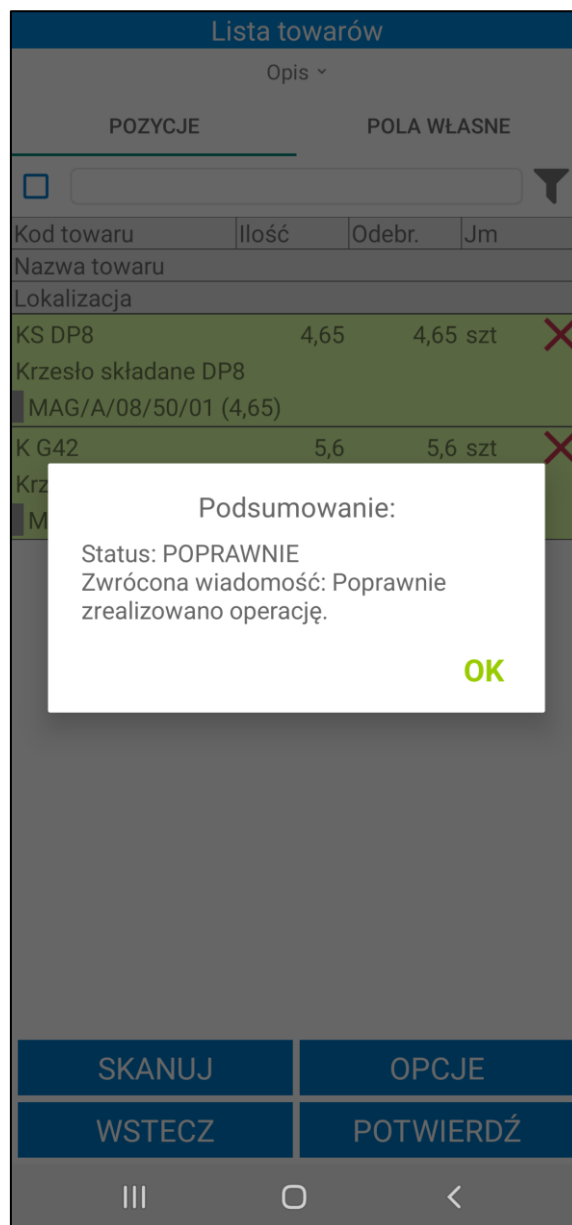 Lista towarów
Opis
POZYCJE POLA WŁASNE
Kod towaru Ilość Odebr. Jm
Nazwa towaru
Lokalizacja
KS DP8 4,65 4,65 szt
Krzesło składane DP8
MAG/A/08/50/01 (4,65)
K G42 5,6 5,6 szt
Krz
M
Podsumowanie:
Status: POPRAWNIE
Zwrócona wiadomość: Poprawnie
zrealizowano operację.
OK
SKANUJ OPCJE
WSTECZ POTWIERDŹ